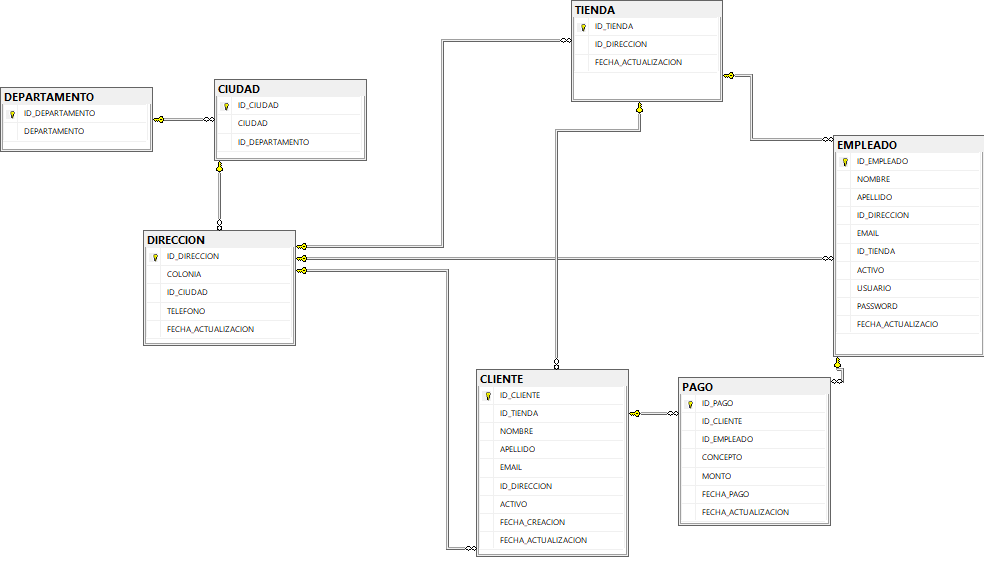 TIENDA
ID_TIENDA
ID_DIRECCION
FECHA_ACTUALIZACION
DEPARTAMENTO
ID_DEPARTAMENTO
DEPARTAMENTO
CIUDAD
ID_CIUDAD
CIUDAD
ID_DEPARTAMENTO
EMPLEADO
ID_EMPLEADO
NOMBRE
APELLIDO
ID_DIRECCION
EMAIL
ID_TIENDA
ACTIVO
USUARIO
PASSWORD
FECHA_ACTUALIZACIO
DIRECCION
ID_DIRECCION
COLONIA
ID_CIUDAD
TELEFONO
FECHA_ACTUALIZACION
CLIENTE
ID_CLIENTE
ID_TIENDA
NOMBRE
APELLIDO
EMAIL
ID_DIRECCION
ACTIVO
FECHA_CREACION
FECHA_ACTUALIZACION
PAGO
ID_PAGO
ID_CLIENTE
ID_EMPLEADO
CONCEPTO
MONTO
FECHA_PAGO
FECHA_ACTUALIZACION